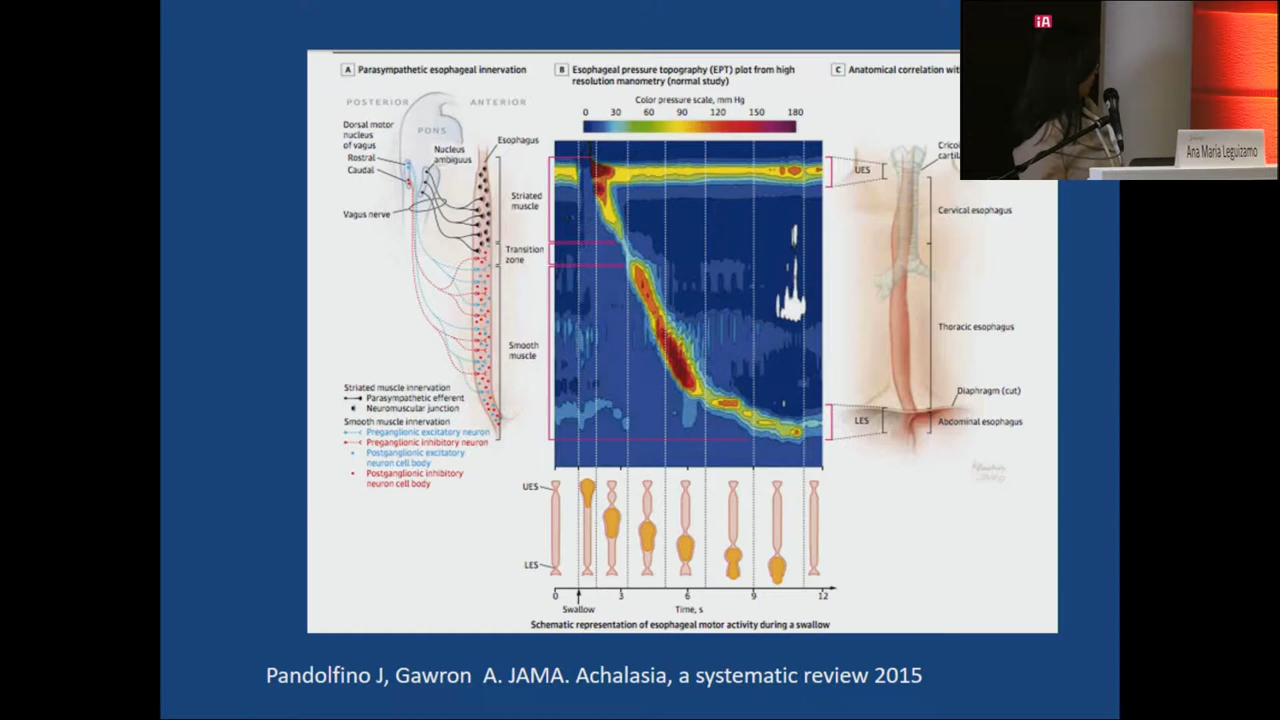 iA
Ana Maria Leguizamo
A Parasympathetic esophageal innervation
POSTERIOR
ANTERIOR
PONS
Dorsal motor
nucleus
of vagus
Rostral
Caudal
Nucleus
ambiguus
Vagus nerve
Esophagus
Striated
muscle
Transition
zone
Smooth
muscle
Striated muscle innervation
Parasympathetic efferent
Neuromuscular junction
Smooth muscle innervation
Preganglionic excitatory neuron
Preganglionic inhibitory neuron
Postganglionic excitatory
neuron cell body
Postganglionic inhibitory
neuron cell body
B Esophageal pressure topography (EPT) plot from high
resolution manometry (normal study)
Color pressure scale, mm Hg
0 30 60 90 120 150 180
UES
LES
UES
LES
0 3 6 9 12
Swallow
Time, s
Schematic representation of esophageal motor activity during a swallow
C Anatomical correlation wit
Crico
cartil
Cervical esophagus
Thoracic esophagus
Diaphragm (cut)
Abdominal esophagus
Pandolfino J, Gawron A. JAMA. Achalasia, a systematic review 2015